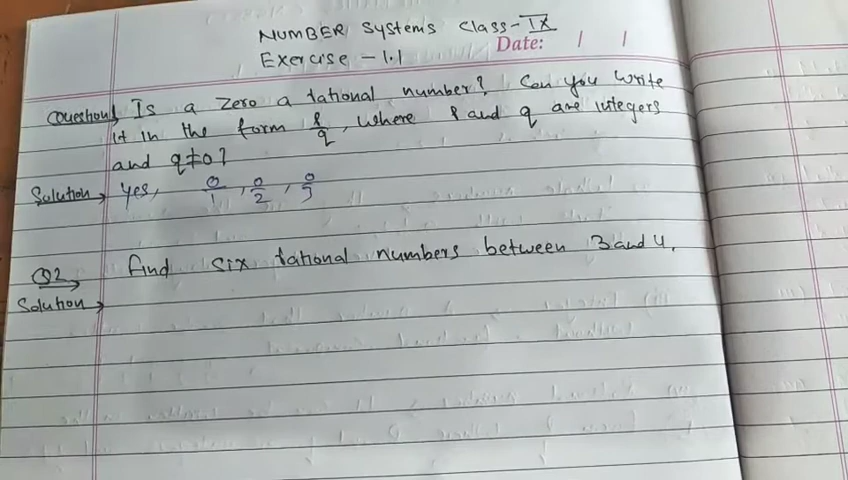 NUMBER Systems Class-IX
Date: / /
Exercise - 1.1
Question1 Is a Zero a rational number? Can you write
it in the form p/q, where p and q are integers
and q≠0?
Solution→ Yes, 0/1, 0/2, 0/3
Q2→ find six rational numbers between 3 and 4.
Solution→